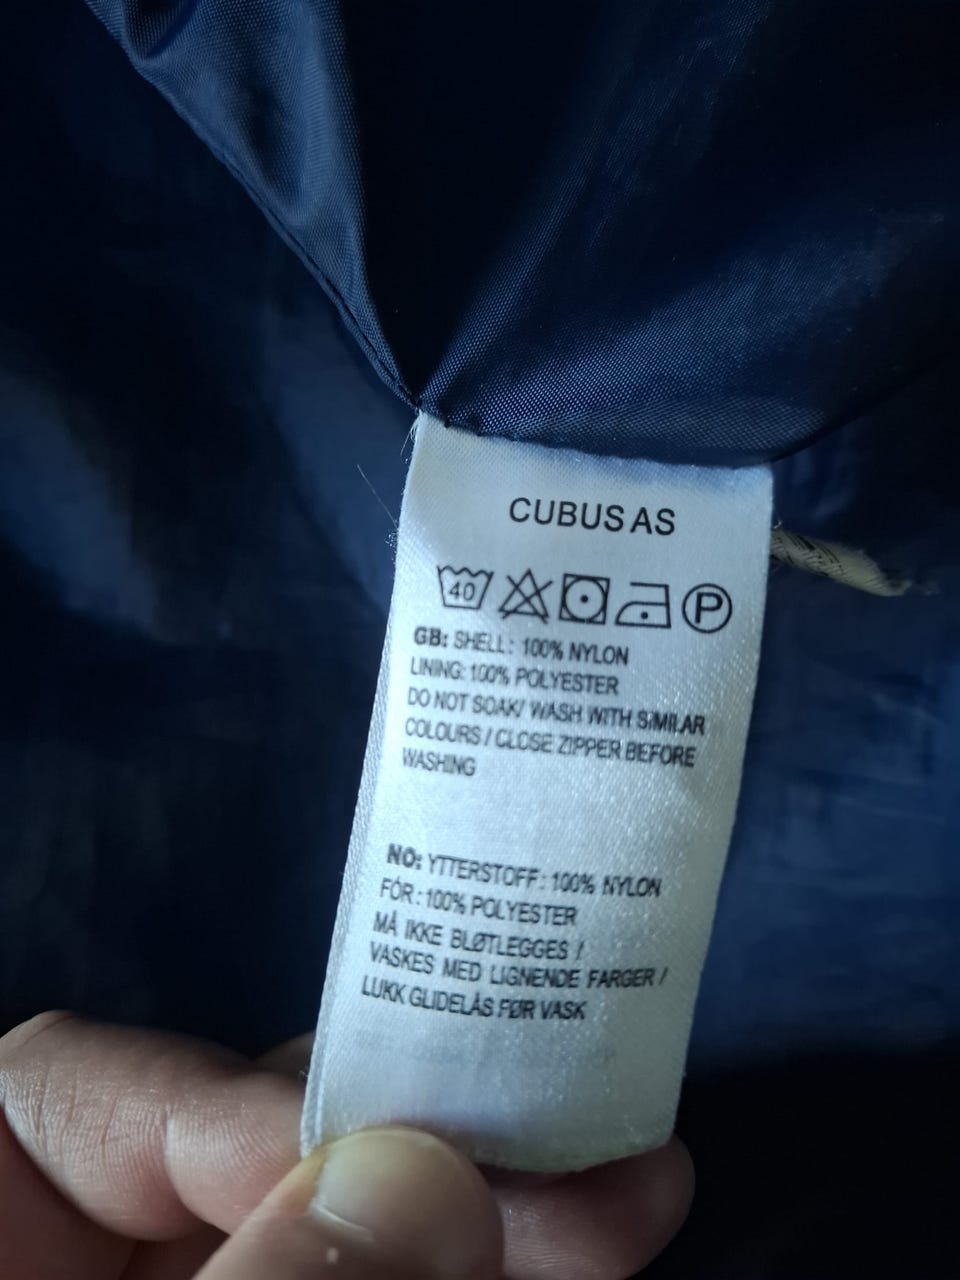 CUBUS AS
40 P
GB: SHELL: 100% NYLON
LINING: 100% POLYESTER
DO NOT SOAK/ WASH WITH SIMILAR
COLOURS / CLOSE ZIPPER BEFORE
WASHING
NO: YTTERSTOFF: 100% NYLON
FÓR: 100% POLYESTER
MÅ IKKE BLØTLEGGES /
VASKES MED LIGNENDE FARGER /
LUKK GLIDELÅS FØR VASK